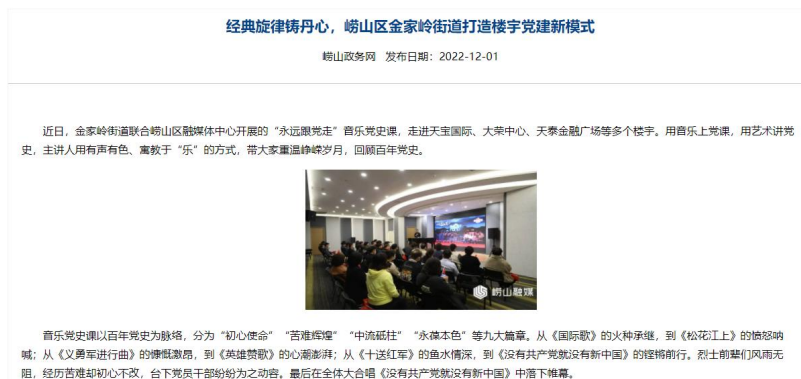 经典旋律铸丹心，崂山区金家岭街道打造楼宇党建新模式
崂山政务网 发布日期：2022-12-01
近日，金家岭街道联合崂山区融媒体中心开展的“永远跟党走”音乐党史课，走进天宝国际、大荣中心、天泰金融广场等多个楼宇。用音乐上党课，用艺术讲党
史，主讲人用有声有色、寓教于“乐”的方式，带大家重温峥嵘岁月，回顾百年党史。
崂山融媒
音乐党史课以百年党史为脉络，分为“初心使命”“苦难辉煌”“中流砥柱”“永葆本色”等九大篇章。从《国际歌》的火种承继，到《松花江上》的愤怒呐
喊；从《义勇军进行曲》的慷慨激昂，到《英雄赞歌》的心潮澎湃；从《十送红军》的鱼水情深，到《没有共产党就没有新中国》的铿锵前行。烈士前辈们风雨无
阻，经历苦难却初心不改，台下党员干部纷纷为之动容。最后在全体大合唱《没有共产党就没有新中国》中落下帷幕。